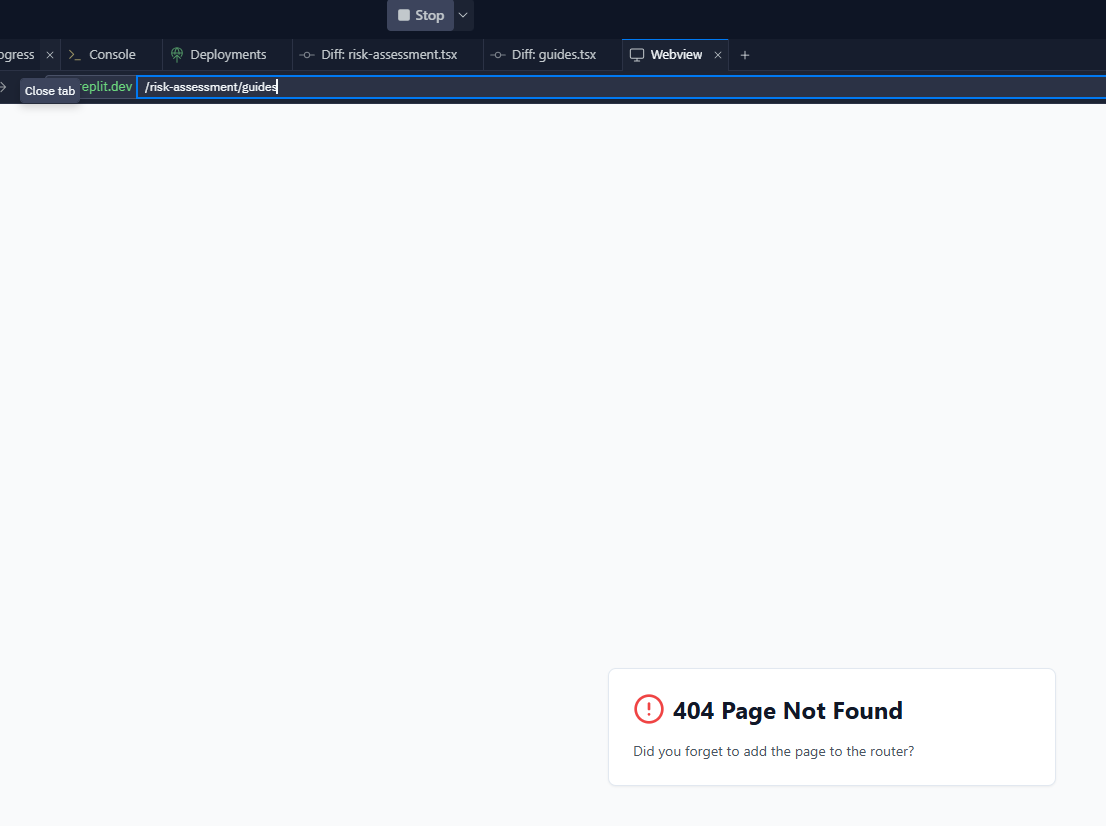 Stop
ogress
Console
Deployments
Diff: risk-assessment.tsx
Diff: guides.tsx
Webview
Close tab
replit.dev
/risk-assessment/guides
404 Page Not Found
Did you forget to add the page to the router?